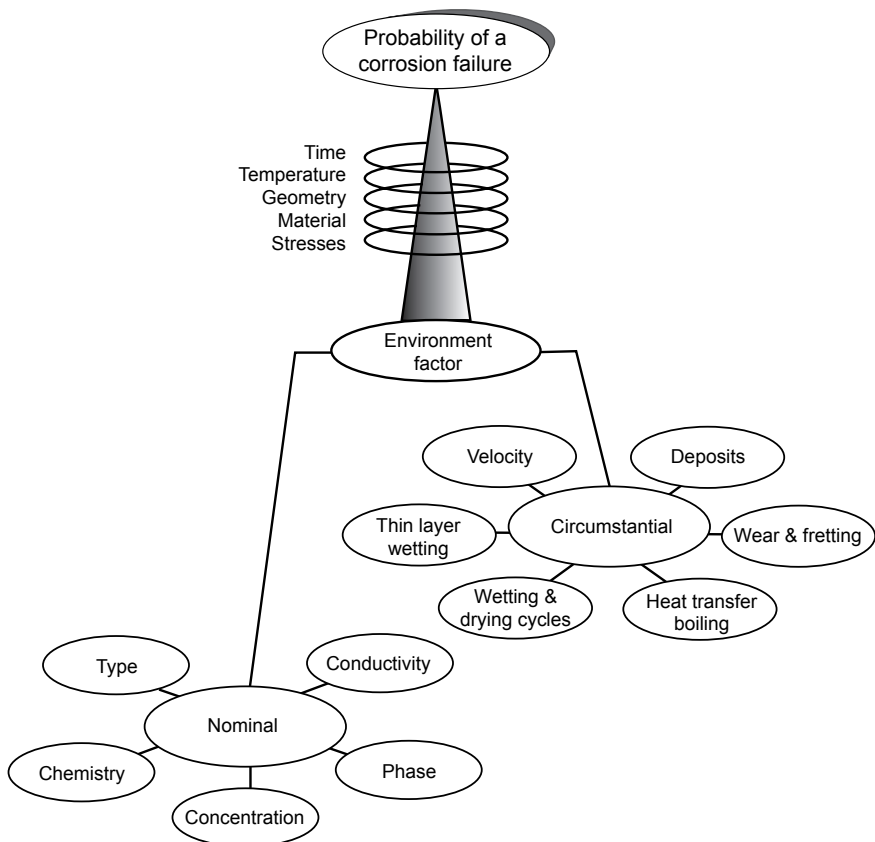 Probability of a
corrosion failure
Time
Temperature
Geometry
Material
Stresses
Environment
factor
Velocity
Deposits
Thin layer
wetting
Circumstantial
Wear & fretting
Wetting &
drying cycles
Heat transfer
boiling
Type
Conductivity
Nominal
Chemistry
Phase
Concentration